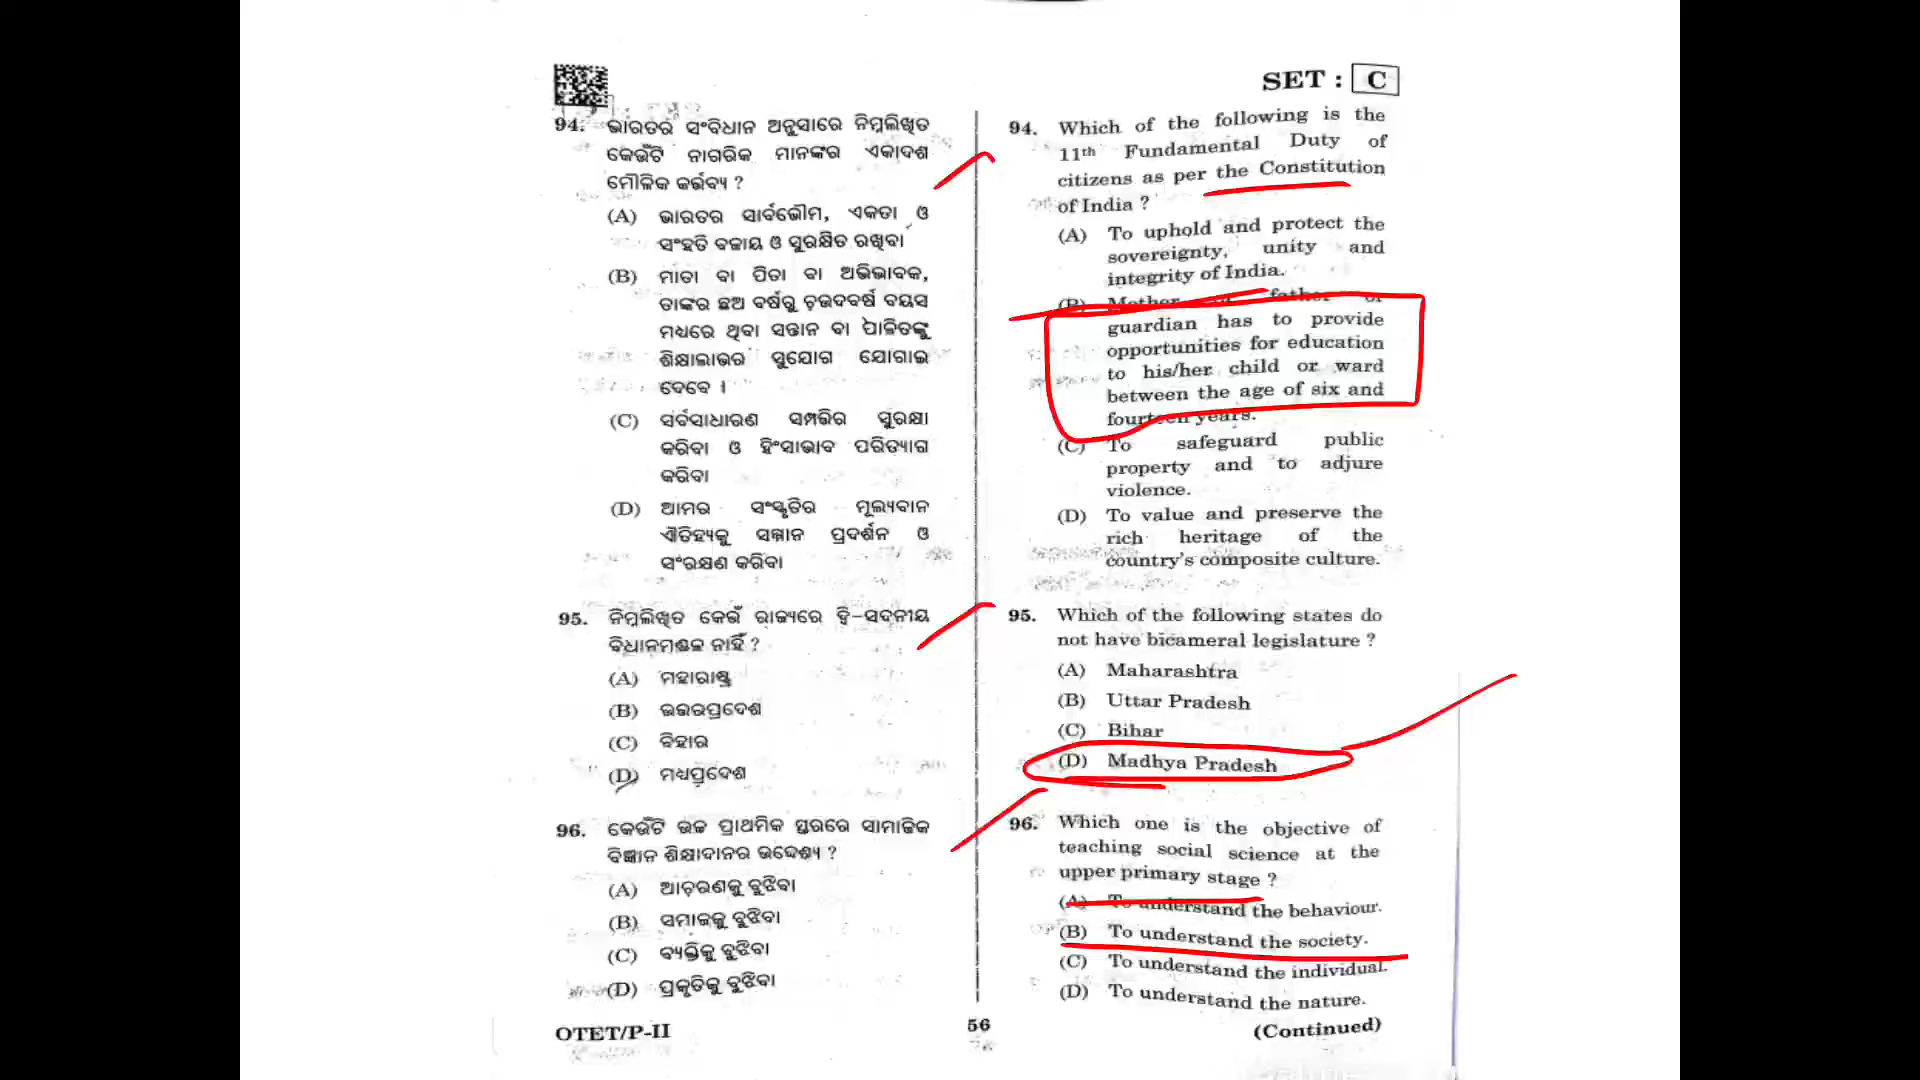 SET : C
94. ଭାରତର ସଂବିଧାନ ଅନୁସାରେ ନିମ୍ନଲିଖିତ
କେଉଁଟି ନାଗରିକ ମାନଙ୍କର ଏକାଦଶ
ମୌଳିକ କର୍ତ୍ତବ୍ୟ ?
(A) ଭାରତର ସାର୍ବଭୌମ, ଏକତା ଓ
ସଂହତି ବଜାୟ ଓ ସୁରକ୍ଷିତ ରଖିବା
(B) ମାତା ବା ପିତା ବା ଅଭିଭାବକ,
ତାଙ୍କର ଛଅ ବର୍ଷରୁ ଚଉଦବର୍ଷ ବୟସ
ମଧ୍ୟରେ ଥିବା ସନ୍ତାନ ବା ପାଳିତଙ୍କୁ
ଶିକ୍ଷାଲାଭର ସୁଯୋଗ ଯୋଗାଇ
ଦେବେ ।
(C) ସର୍ବସାଧାରଣ ସମ୍ପତ୍ତିର ସୁରକ୍ଷା
କରିବା ଓ ହିଂସାଭାବ ପରିତ୍ୟାଗ
କରିବା
(D) ଆମର ସଂସ୍କୃତିର ମୂଲ୍ୟବାନ
ଐତିହ୍ୟକୁ ସମ୍ମାନ ପ୍ରଦର୍ଶନ ଓ
ସଂରକ୍ଷଣ କରିବା
95. ନିମ୍ନଲିଖିତ କେଉଁ ରାଜ୍ୟରେ ଦ୍ଵି-ସଦନୀୟ
ବିଧାନମଣ୍ଡଳ ନାହିଁ ?
(A) ମହାରାଷ୍ଟ୍ର
(B) ଉତ୍ତରପ୍ରଦେଶ
(C) ବିହାର
(D) ମଧ୍ୟପ୍ରଦେଶ
96. କେଉଁଟି ଉଚ୍ଚ ପ୍ରାଥମିକ ସ୍ତରରେ ସାମାଜିକ
ବିଜ୍ଞାନ ଶିକ୍ଷାଦାନର ଉଦ୍ଦେଶ୍ୟ ?
(A) ଆଚରଣକୁ ବୁଝିବା
(B) ସମାଜକୁ ବୁଝିବା
(C) ବ୍ୟକ୍ତିକୁ ବୁଝିବା
(D) ପ୍ରକୃତିକୁ ବୁଝିବା
94. Which of the following is the
11th Fundamental Duty of
citizens as per the Constitution
of India ?
(A) To uphold and protect the
sovereignty, unity and
integrity of India.
(B) Mother or father or
guardian has to provide
opportunities for education
to his/her child or ward
between the age of six and
fourteen years.
(C) To safeguard public
property and to adjure
violence.
(D) To value and preserve the
rich heritage of the
country's composite culture.
95. Which of the following states do
not have bicameral legislature ?
(A) Maharashtra
(B) Uttar Pradesh
(C) Bihar
(D) Madhya Pradesh
96. Which one is the objective of
teaching social science at the
upper primary stage ?
(A) To understand the behaviour.
(B) To understand the society.
(C) To understand the individual.
(D) To understand the nature.
OTET/P-II
56
(Continued)